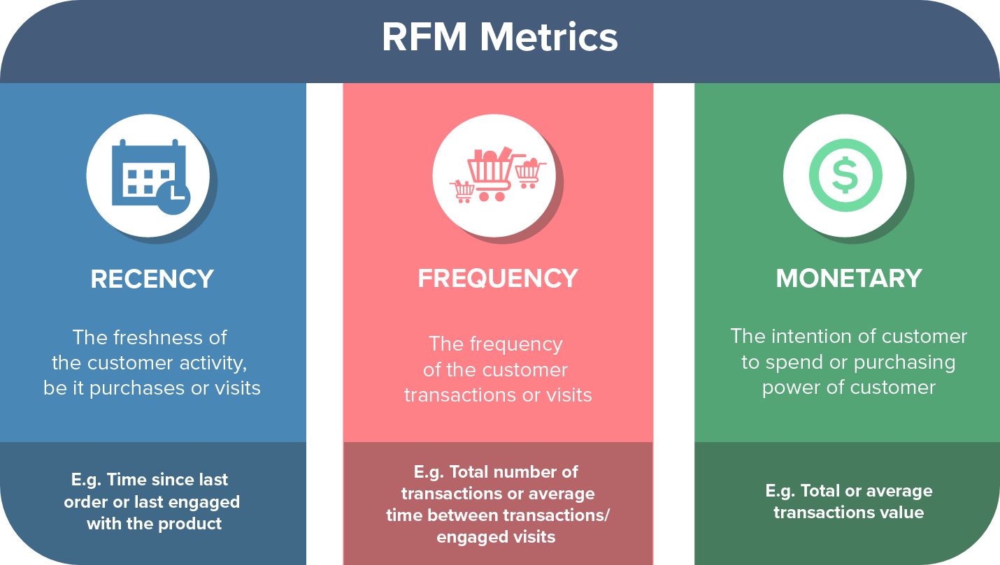 RFM Metrics
RECENCY
The freshness of
the customer activity,
be it purchases or visits
E.g. Time since last
order or last engaged
with the product
FREQUENCY
The frequency
of the customer
transactions or visits
E.g. Total number of
transactions or average
time between transactions/
engaged visits
MONETARY
The intention of customer
to spend or purchasing
power of customer
E.g. Total or average
transactions value